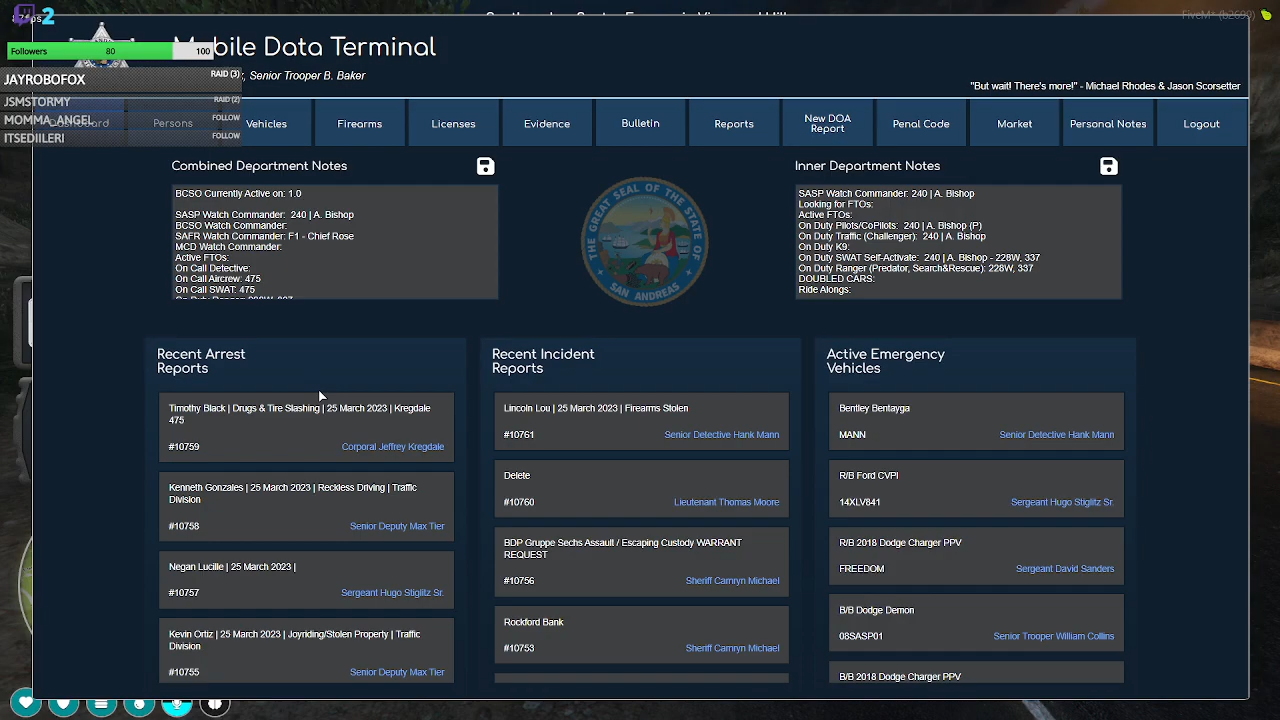 2
FiveM* (b2699)
Followers 80 100
Mobile Data Terminal
JAYROBOFOX RAID (3)
, Senior Trooper B. Baker
"But wait! There's more!" - Michael Rhodes & Jason Scorsetter
JSMSTORMY RAID (2)
MOMMA_ANGEL FOLLOW
ITSEDIILERI FOLLOW
Dashboard
Persons
Vehicles
Firearms
Licenses
Evidence
Bulletin
Reports
New DOA
Report
Penal Code
Market
Personal Notes
Logout
Combined Department Notes
BCSO Currently Active on: 1.0
SASP Watch Commander: 240 | A. Bishop
BCSO Watch Commander:
SAFR Watch Commander: F1 - Chief Rose
MCD Watch Commander:
Active FTOs:
On Call Detective:
On Call Aircrew: 475
On Call SWAT: 475
THE GREAT SEAL OF THE STATE OF SAN ANDREAS
Inner Department Notes
SASP Watch Commander: 240 | A. Bishop
Looking for FTOs:
Active FTOs:
On Duty Pilots/CoPilots: 240 | A. Bishop (P)
On Duty Traffic (Challenger): 240 | A. Bishop
On Duty K9:
On Duty SWAT Self-Activate: 240 | A. Bishop - 228W, 337
On Duty Ranger (Predator, Search&Rescue): 228W, 337
DOUBLED CARS:
Ride Alongs:
Recent Arrest
Reports
Timothy Black | Drugs & Tire Slashing | 25 March 2023 | Kregdale
475
#10759 Corporal Jeffrey Kregdale
Kenneth Gonzales | 25 March 2023 | Reckless Driving | Traffic
Division
#10758 Senior Deputy Max Tier
Negan Lucille | 25 March 2023 |
#10757 Sergeant Hugo Stiglitz Sr.
Kevin Ortiz | 25 March 2023 | Joyriding/Stolen Property | Traffic
Division
#10755 Senior Deputy Max Tier
Recent Incident
Reports
Lincoln Lou | 25 March 2023 | Firearms Stolen
#10761 Senior Detective Hank Mann
Delete
#10760 Lieutenant Thomas Moore
BDP Gruppe Sechs Assault / Escaping Custody WARRANT
REQUEST
#10756 Sheriff Camryn Michael
Rockford Bank
#10753 Sheriff Camryn Michael
Active Emergency
Vehicles
Bentley Bentayga
MANN Senior Detective Hank Mann
R/B Ford CVPI
14XLV841 Sergeant Hugo Stiglitz Sr.
R/B 2018 Dodge Charger PPV
FREEDOM Sergeant David Sanders
B/B Dodge Demon
08SASP01 Senior Trooper William Collins
B/B 2018 Dodge Charger PPV